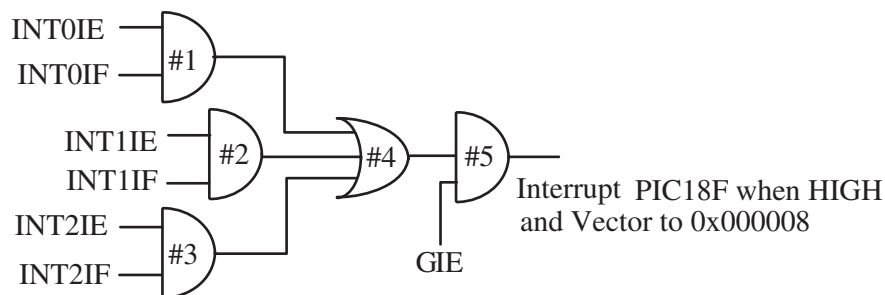 INT0IE
#1
INT0IF
INT1IE
#2
INT1IF
INT2IE
#3
INT2IF
#4
#5
GIE
Interrupt PIC18F when HIGH
and Vector to 0x000008